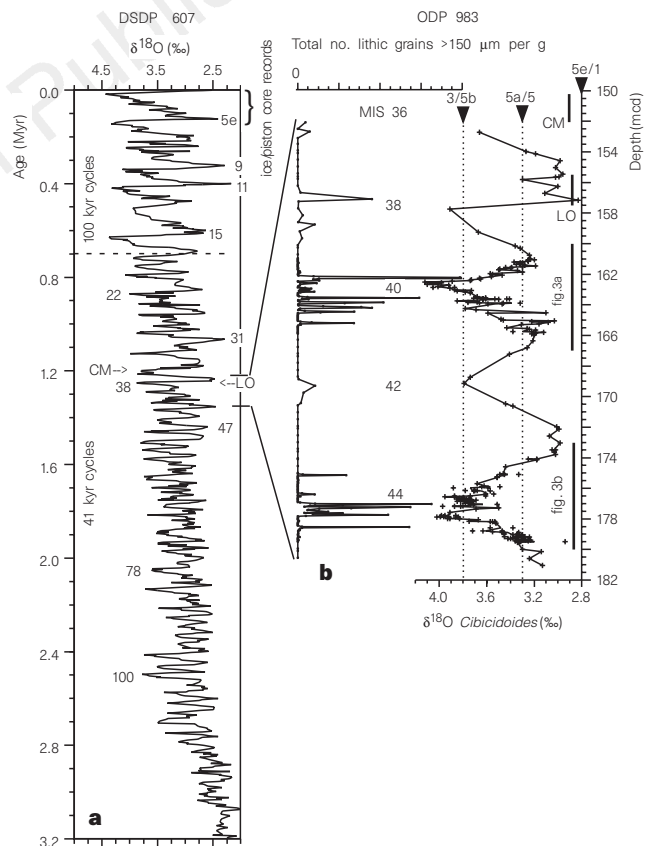 DSDP 607
δ18O (‰)
4.5 3.5 2.5
Age (Myr)
0.0
0.4
0.8
1.2
1.6
2.0
2.4
2.8
3.2
100 kyr cycles
41 kyr cycles
5e
9
11
15
22
31
CM-->
38
<--LO
47
78
100
a
ice/piston core records
ODP 983
Total no. lithic grains >150 μm per g
0
MIS 36
38
40
42
44
3/5b
5a/5
5e/1
CM
LO
fig.3a
fig. 3b
Depth(mcd)
150
154
158
162
166
170
174
178
182
b
4.0 3.6 3.2 2.8
δ18O Cibicidoides (‰)